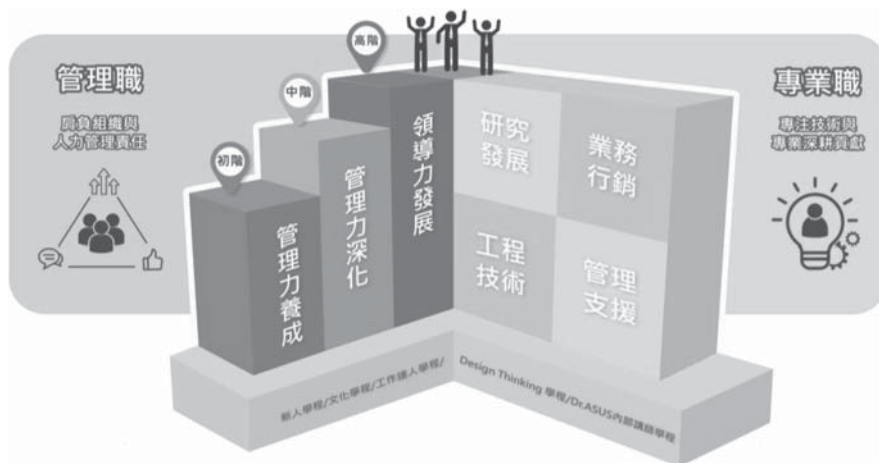 管理職
肩負組織與
人力管理責任
初階
中階
高階
管理力養成
管理力深化
領導力發展
研究
發展
業務
行銷
工程
技術
管理
支援
專業職
專注技術與
專業深耕貢獻
新人學程/文化學程/工作達人學程/
Design Thinking 學程/Dr.ASUS內部講師學程